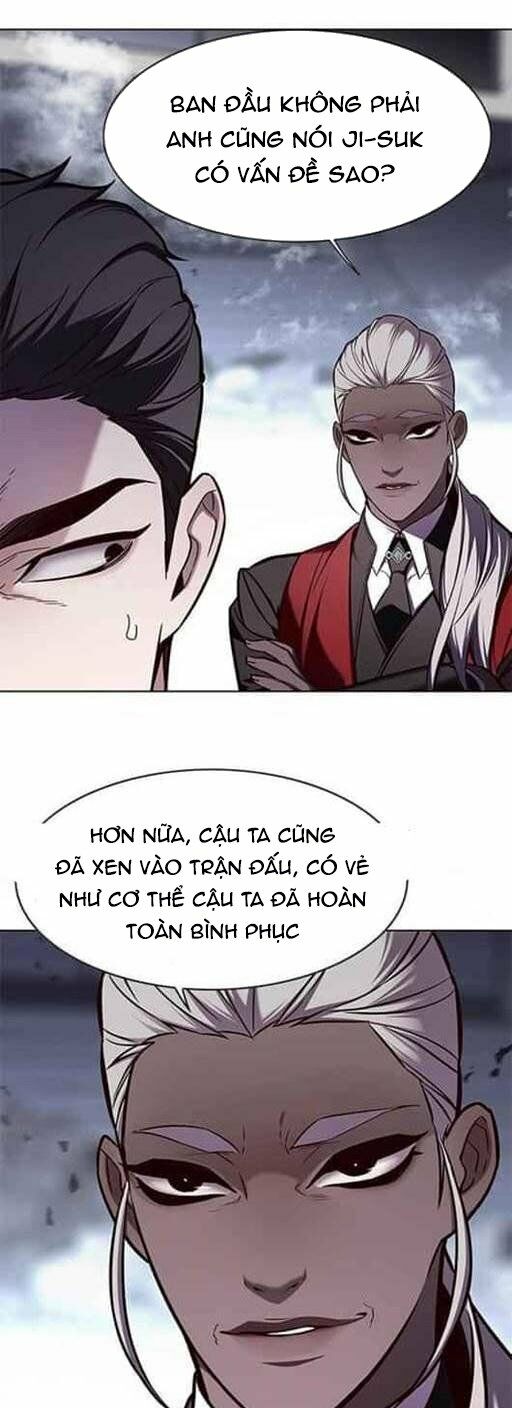 BAN ĐẦU KHÔNG PHẢI
ANH CŨNG NÓI JI-SUK
CÓ VẤN ĐỀ SAO?
HƠN NỮA, CẬU TA CŨNG
ĐÃ XEN VÀO TRẬN ĐẤU, CÓ VẺ
NHƯ CƠ THỂ CẬU TA ĐÃ HOÀN
TOÀN BÌNH PHỤC